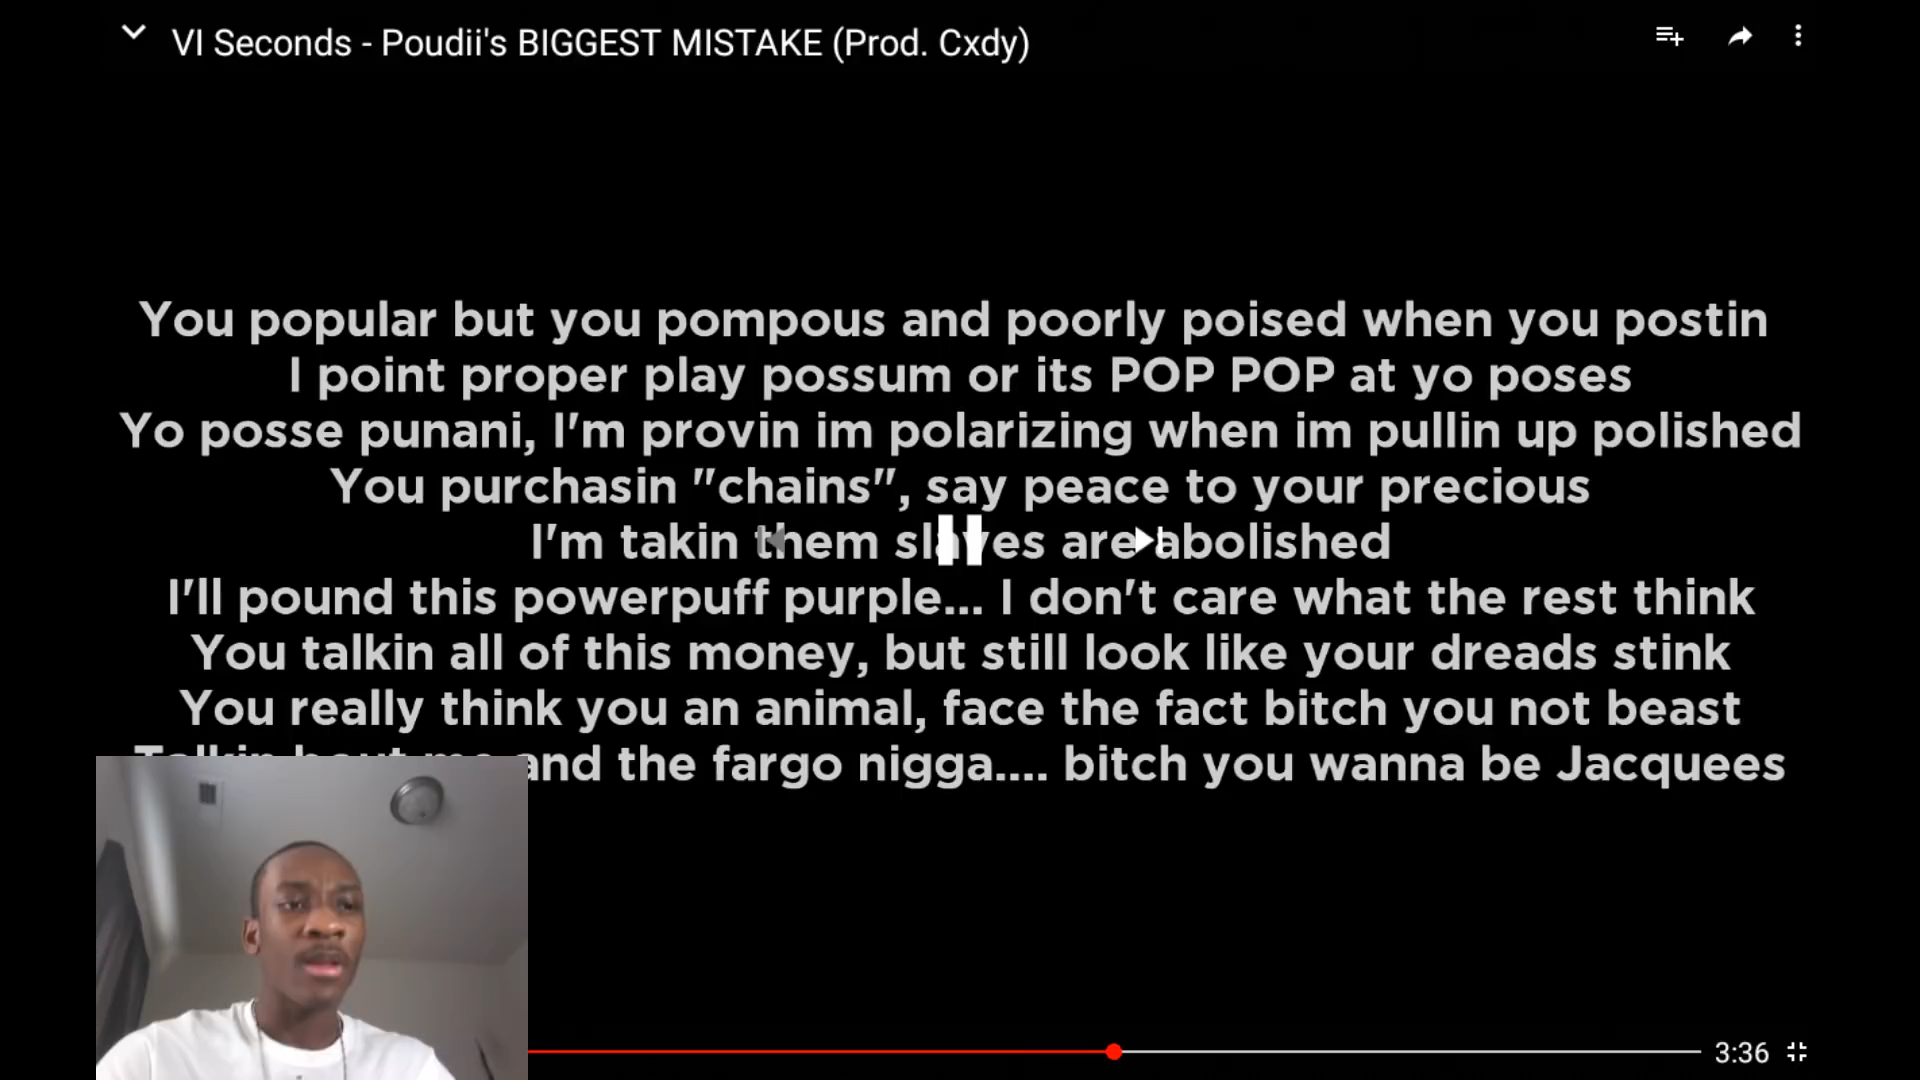 VI Seconds - Poudii's BIGGEST MISTAKE (Prod. Cxdy)
You popular but you pompous and poorly poised when you postin
I point proper play possum or its POP POP at yo poses
Yo posse punani, I'm provin im polarizing when im pullin up polished
You purchasin "chains", say peace to your precious
I'm takin them slaves are abolished
I'll pound this powerpuff purple... I don't care what the rest think
You talkin all of this money, but still look like your dreads stink
You really think you an animal, face the fact bitch you not beast
Talkin bout me and the fargo nigga.... bitch you wanna be Jacquees
3:36